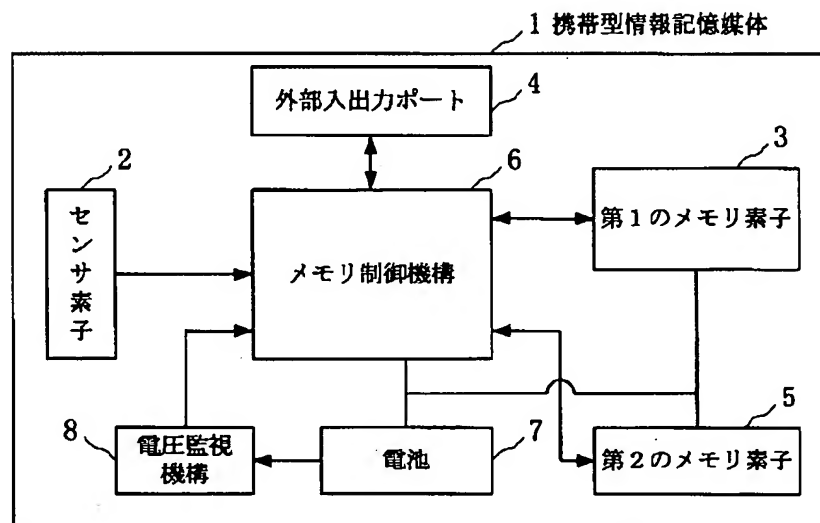 1 携帯型情報記憶媒体
外部入出力ポート
4
2
6
3
センサ素子
メモリ制御機構
第1のメモリ素子
8
電圧監視
機構
電池
7
5
第2のメモリ素子